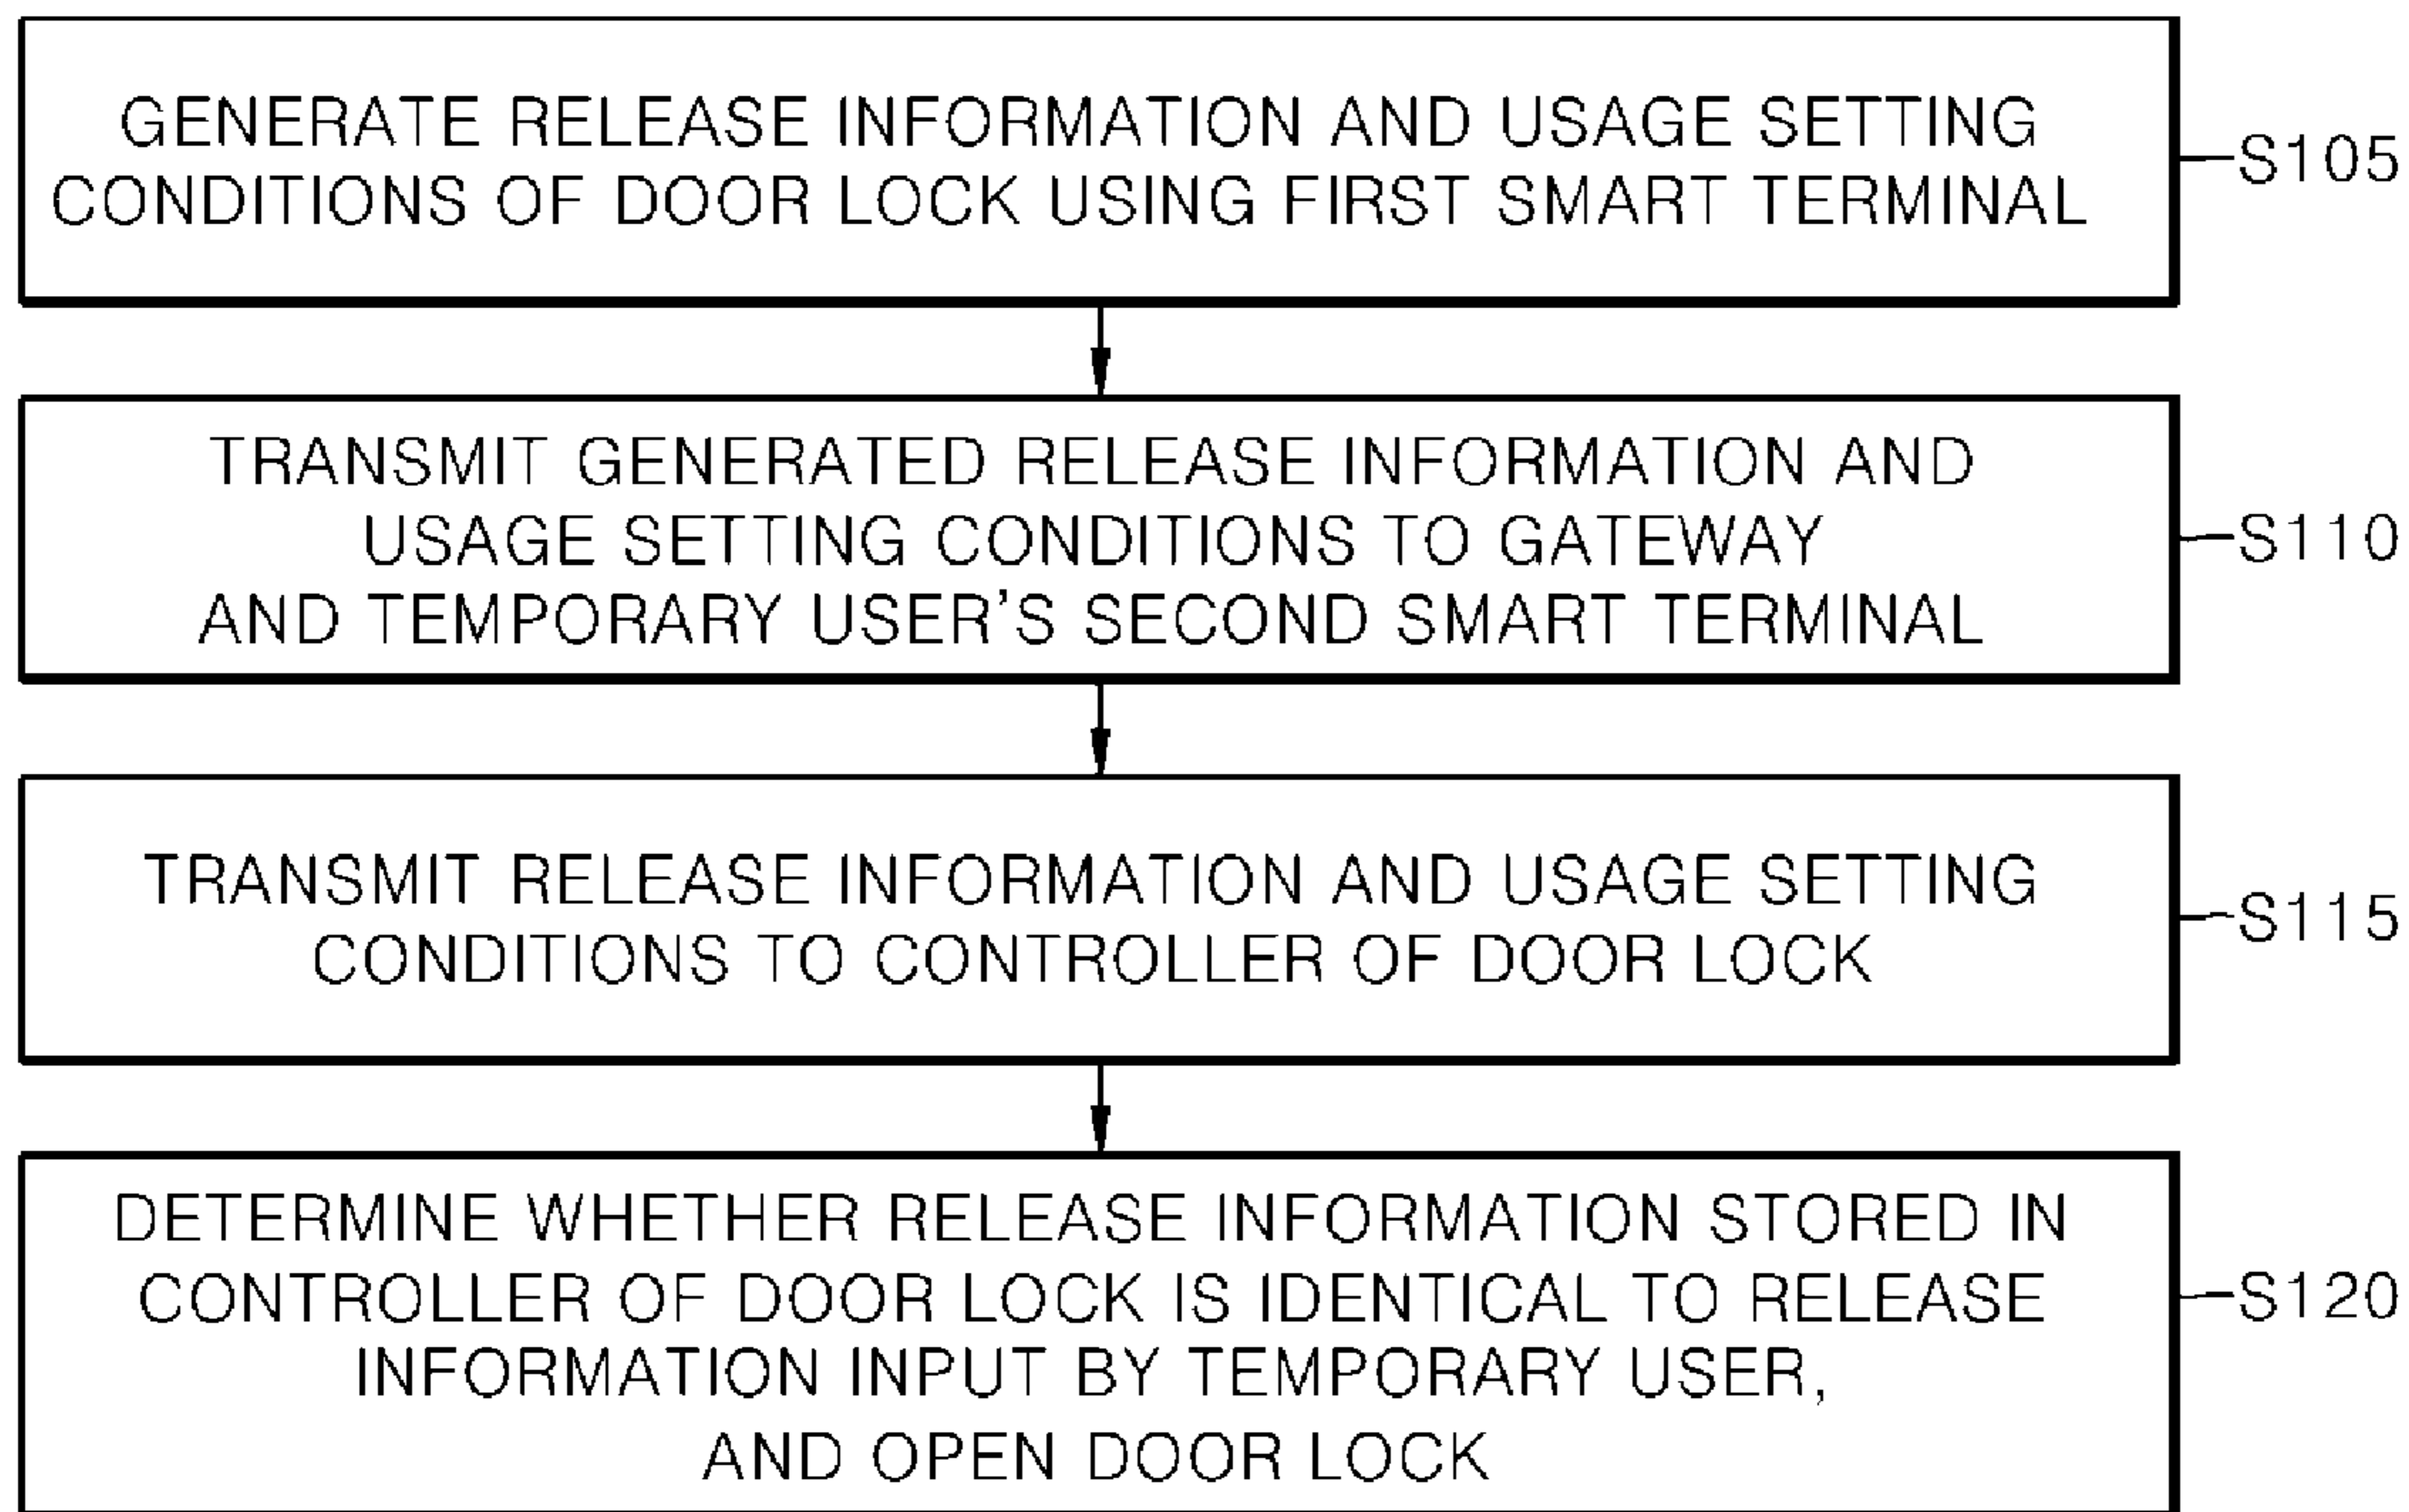 GENERATE RELEASE INFORMATION AND USAGE SETTING
CONDITIONS OF DOOR LOCK USING FIRST SMART TERMINAL
S105
TRANSMIT GENERATED RELEASE INFORMATION AND
USAGE SETTING CONDITIONS TO GATEWAY
AND TEMPORARY USER'S SECOND SMART TERMINAL
S110
TRANSMIT RELEASE INFORMATION AND USAGE SETTING
CONDITIONS TO CONTROLLER OF DOOR LOCK
S115
DETERMINE WHETHER RELEASE INFORMATION STORED IN
CONTROLLER OF DOOR LOCK IS IDENTICAL TO RELEASE
INFORMATION INPUT BY TEMPORARY USER,
AND OPEN DOOR LOCK
S120